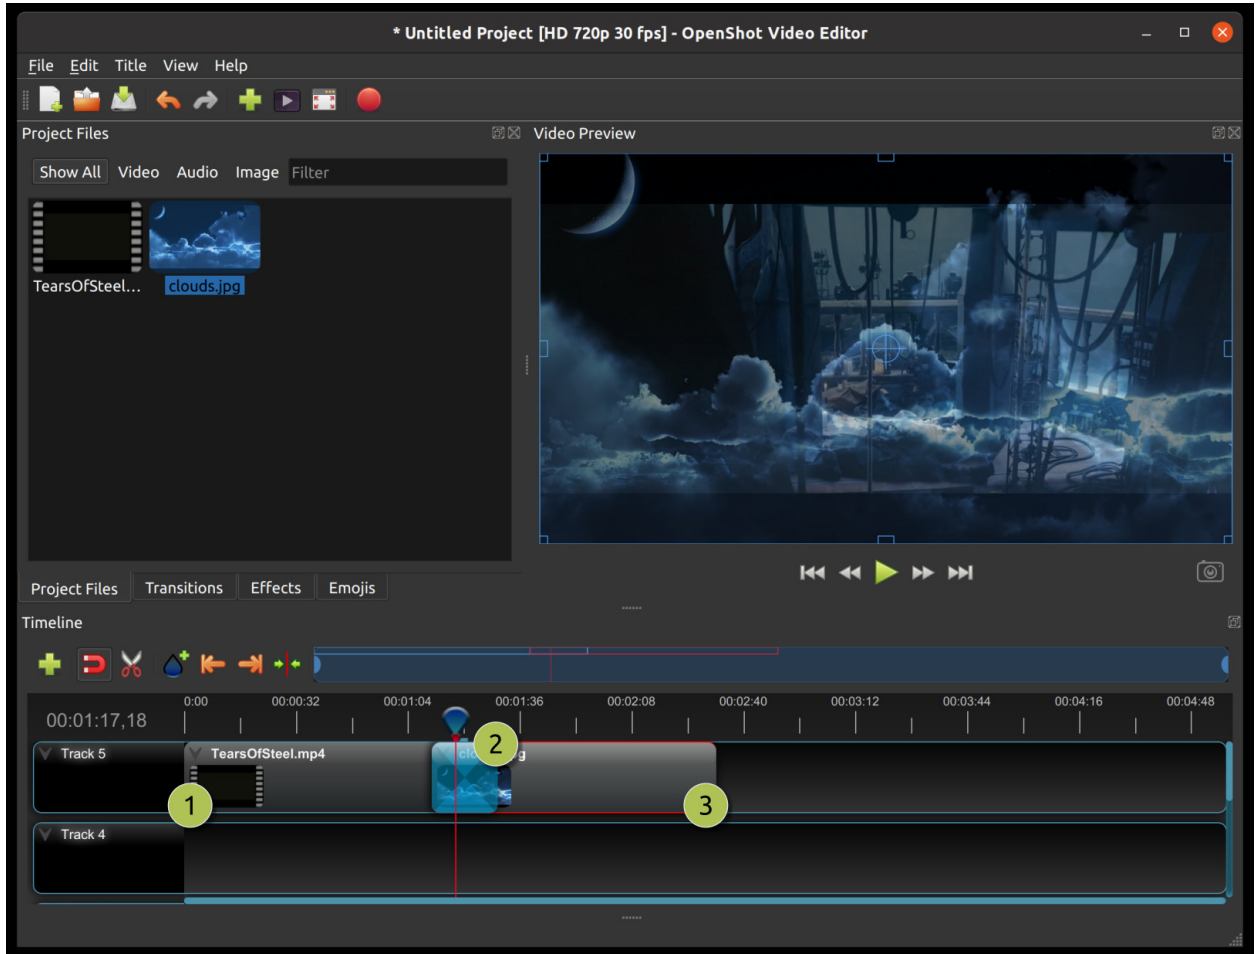 * Untitled Project [HD 720p 30 fps] - OpenShot Video Editor
File Edit Title View Help
Project Files
Video Preview
Show All Video Audio Image Filter
TearsOfSteel... clouds.jpg
Project Files Transitions Effects Emojis
Timeline
00:01:17,18
0:00 00:00:32 00:01:04 00:01:36 00:02:08 00:02:40 00:03:12 00:03:44 00:04:16 00:04:48
Track 5 TearsOfSteel.mp4
2
1
3
Track 4